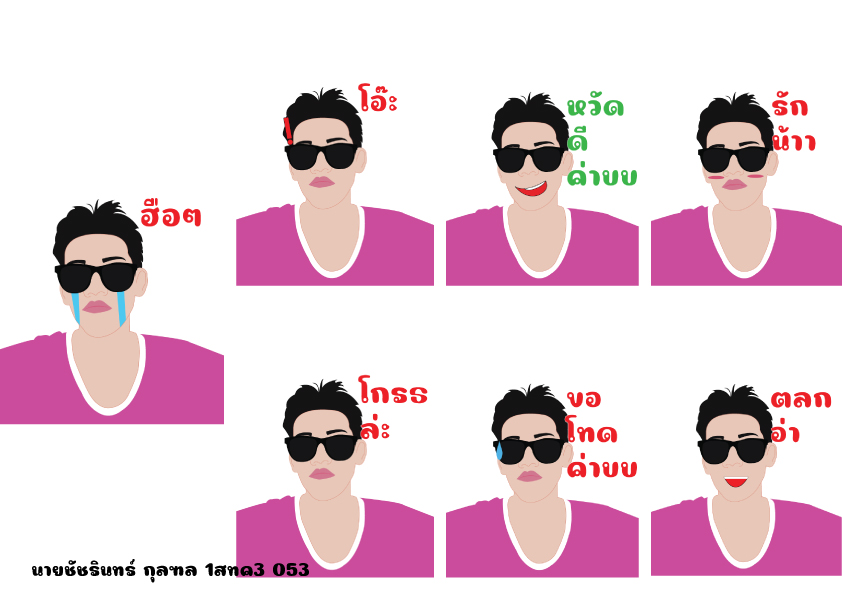 ฮือๆ
โอ๊ะ
หวัด
ดี
ค่าบบ
รัก
น้าา
โกรธ
ล่ะ
ขอ
โทด
ค่าบบ
ตลก
อ่า
นายชัชรินทร์ กุลฑล 1สทค3 053